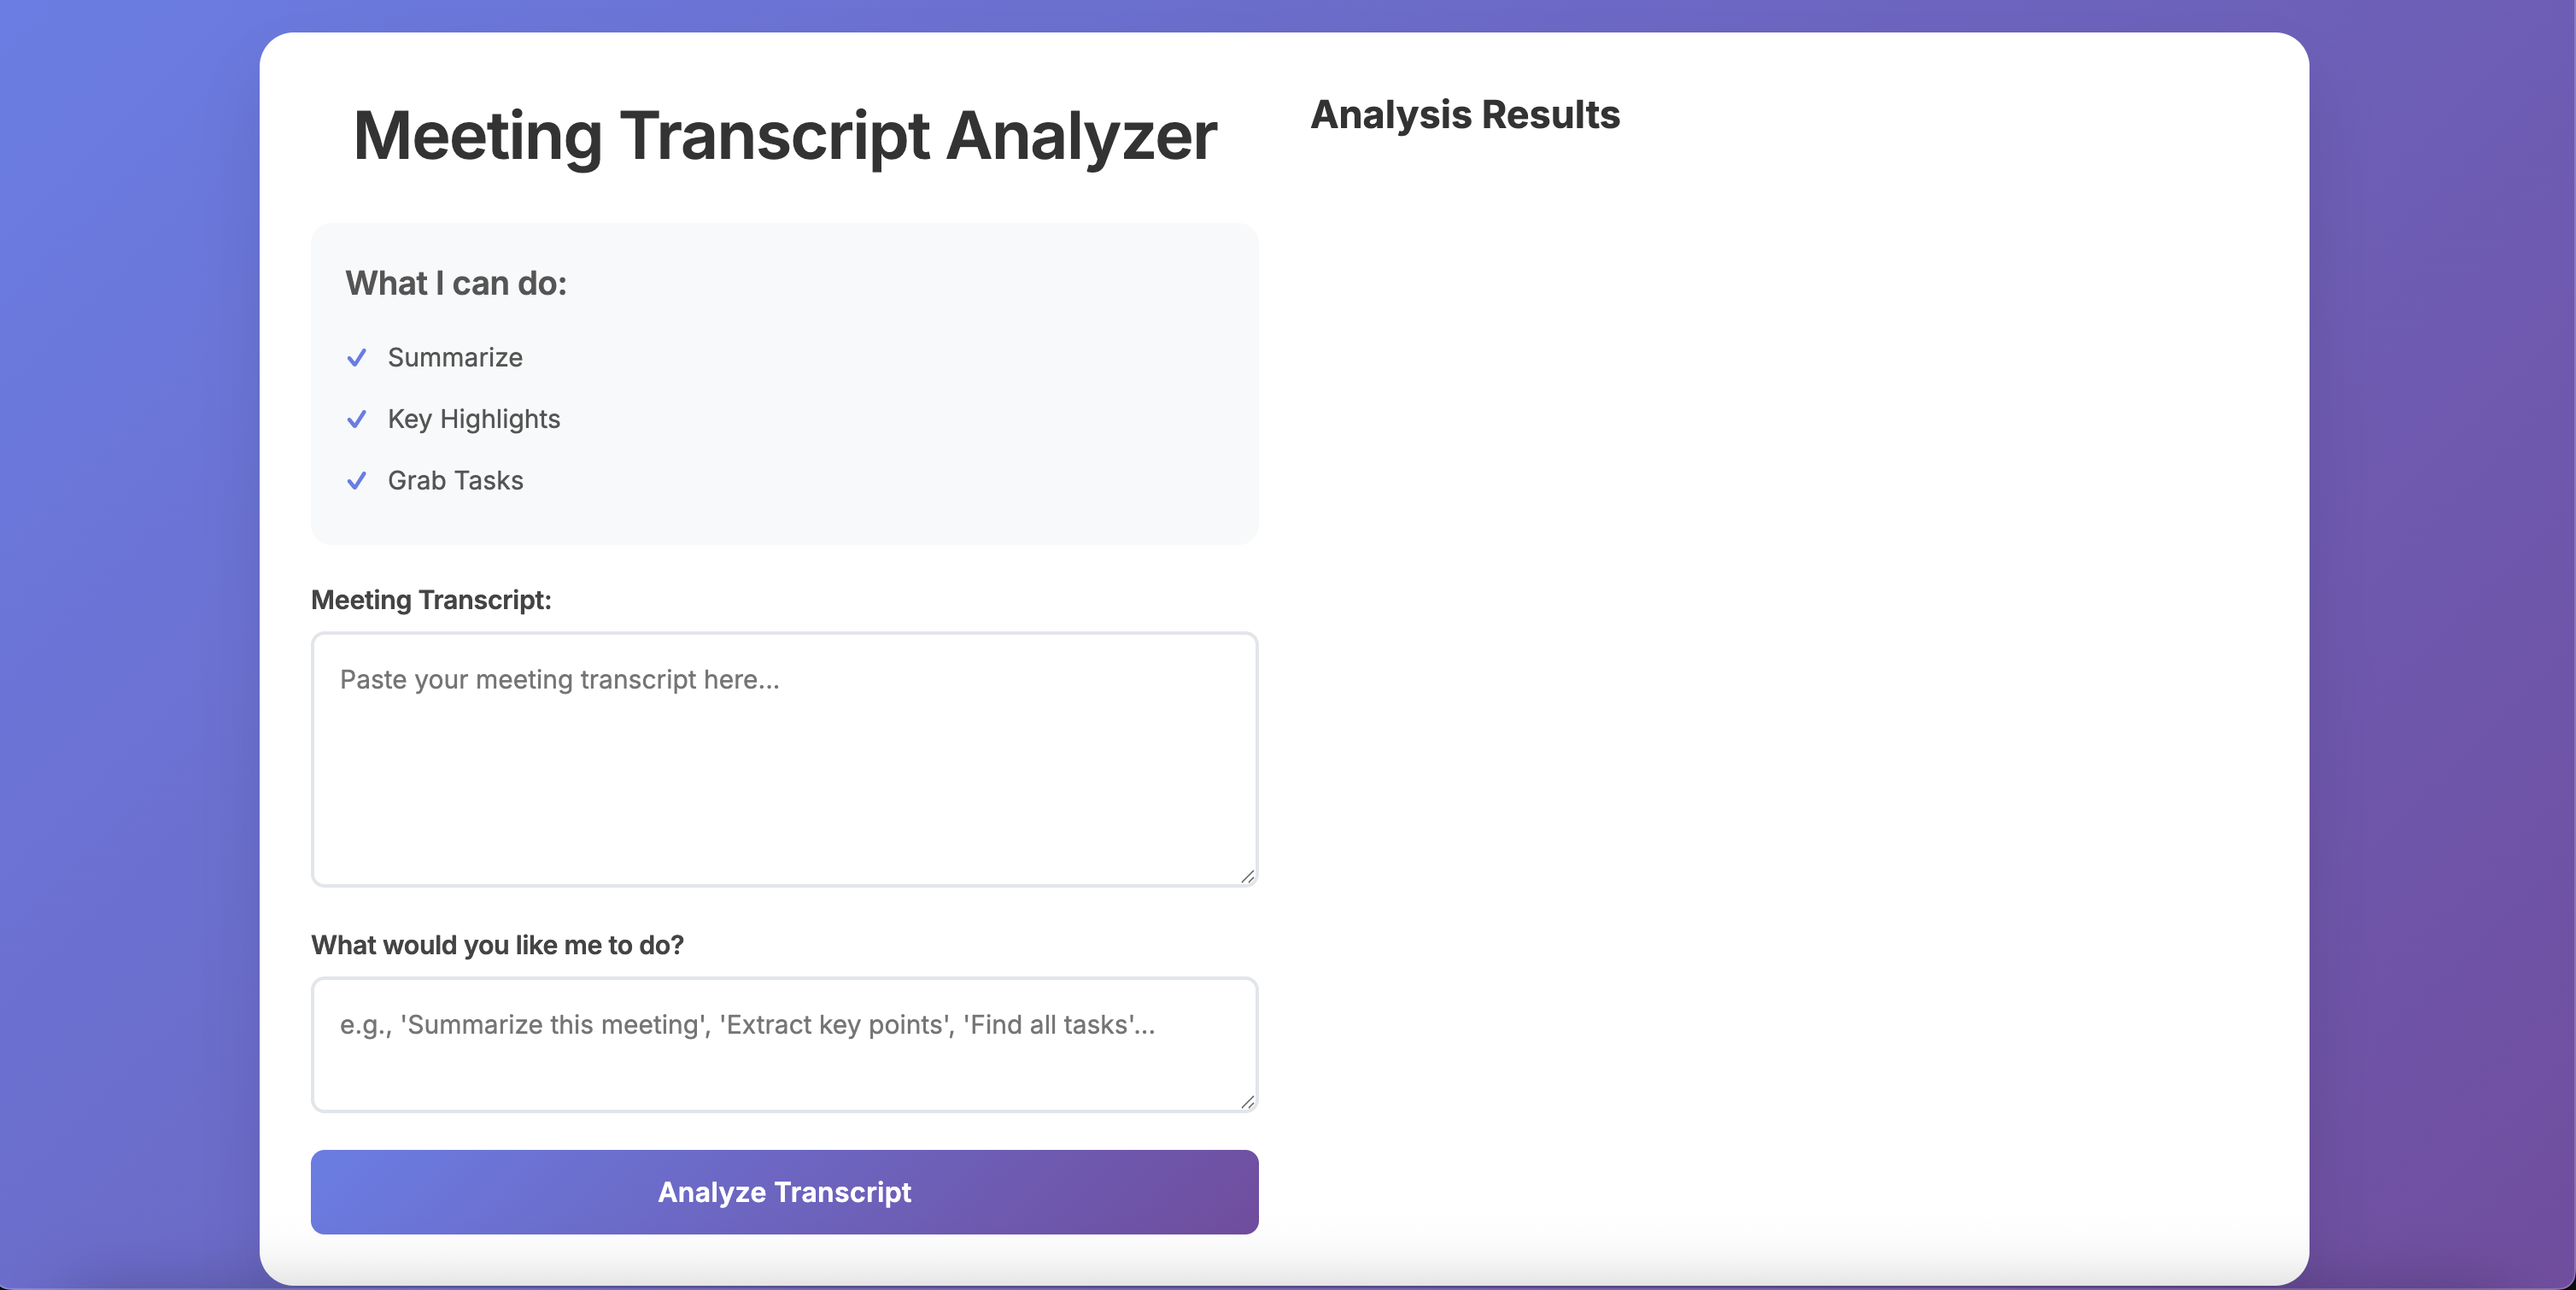 Meeting Transcript Analyzer
What I can do:
Summarize
Key Highlights
Grab Tasks
Meeting Transcript:
Paste your meeting transcript here...
What would you like me to do?
e.g., 'Summarize this meeting', 'Extract key points', 'Find all tasks'...
Analyze Transcript
Analysis Results